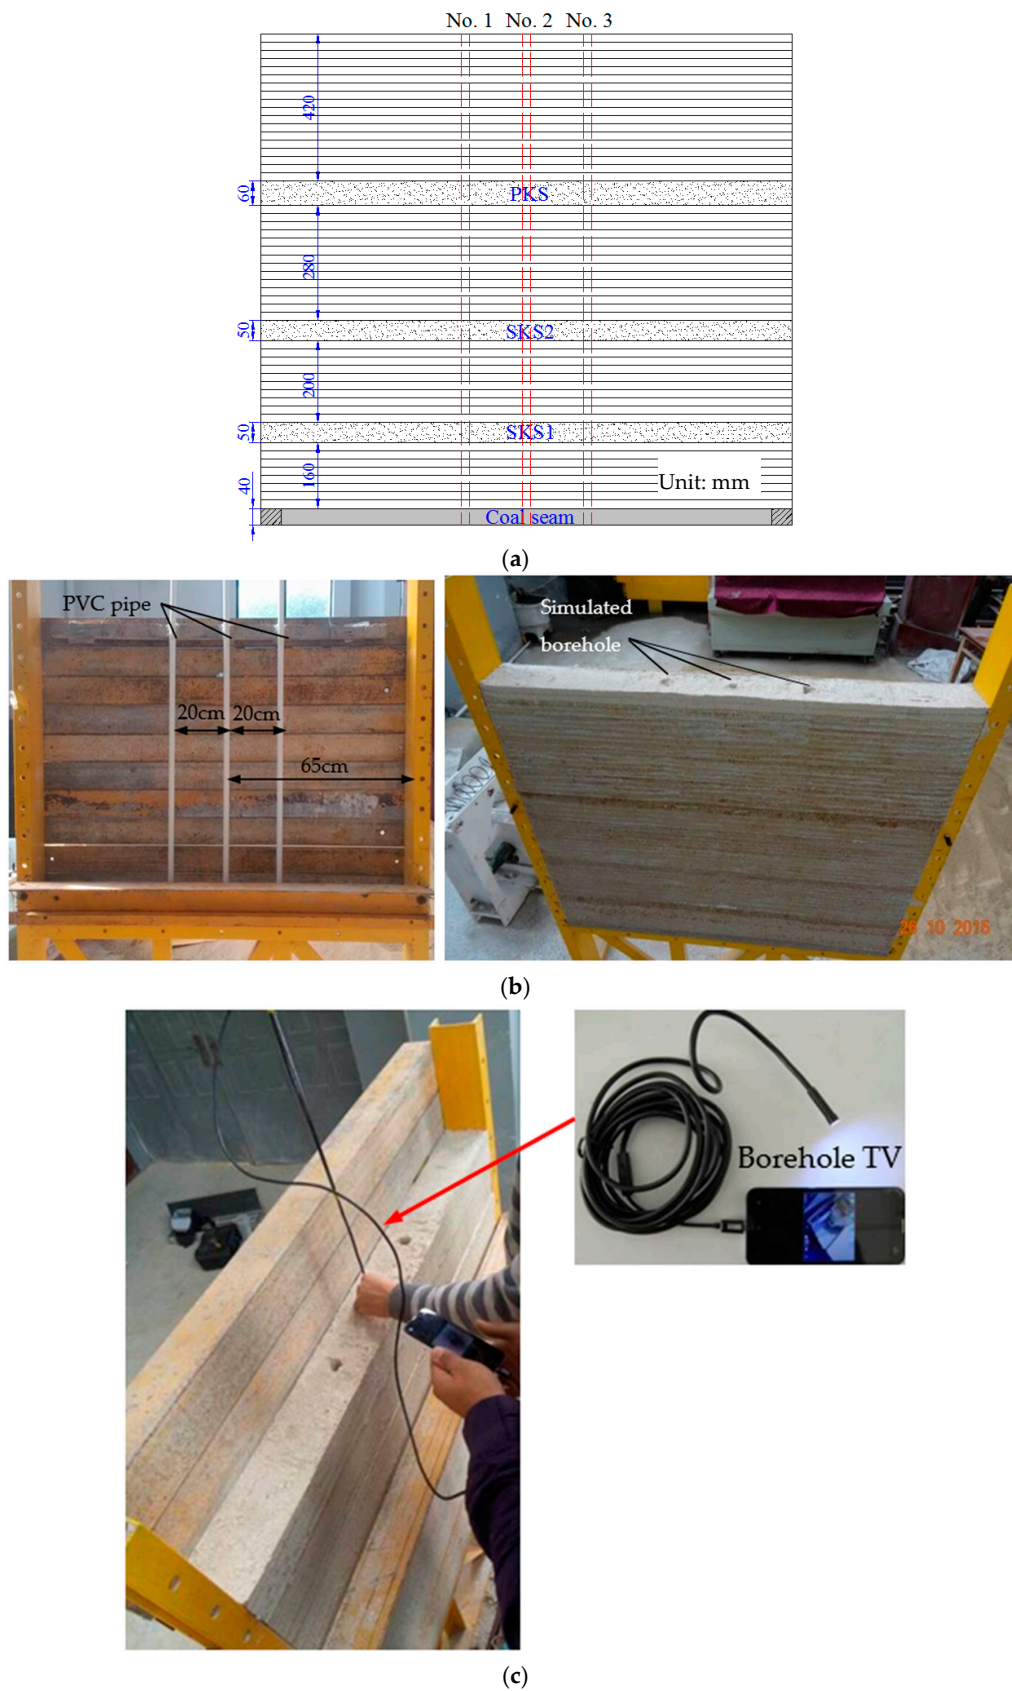 No. 1 No. 2 No. 3
420
60
PKS
280
50
SKS2
200
50
SKS1
160
Unit: mm
40
Coal seam
(a)
PVC pipe
20cm 20cm
65cm
Simulated
borehole
26 10 2015
(b)
Borehole TV
(c)